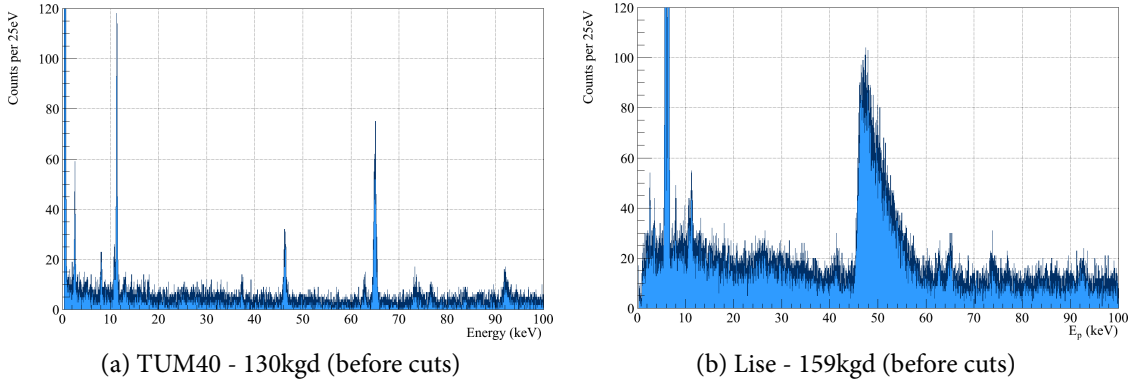 Counts per 25eV
120
100
80
60
40
20
0
0 10 20 30 40 50 60 70 80 90 100
Energy (keV)
(a) TUM40 - 130kgd (before cuts)
Counts per 25eV
120
100
80
60
40
20
0
0 10 20 30 40 50 60 70 80 90 100
E_p (keV)
(b) Lise - 159kgd (before cuts)